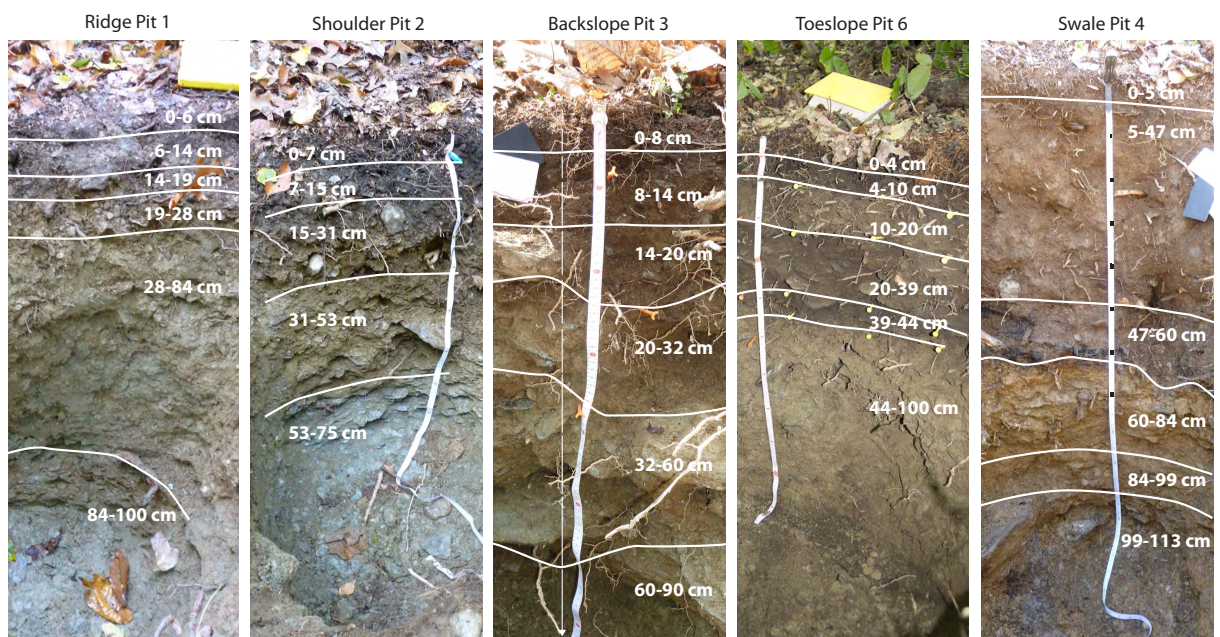 Ridge Pit 1
0-6 cm
6-14 cm
14-19 cm
19-28 cm
28-84 cm
84-100 cm
Shoulder Pit 2
0-7 cm
7-15 cm
15-31 cm
31-53 cm
53-75 cm
Backslope Pit 3
0-8 cm
8-14 cm
14-20 cm
20-32 cm
32-60 cm
60-90 cm
Toeslope Pit 6
0-4 cm
4-10 cm
10-20 cm
20-39 cm
39-44 cm
44-100 cm
Swale Pit 4
0-5 cm
5-47 cm
47-60 cm
60-84 cm
84-99 cm
99-113 cm